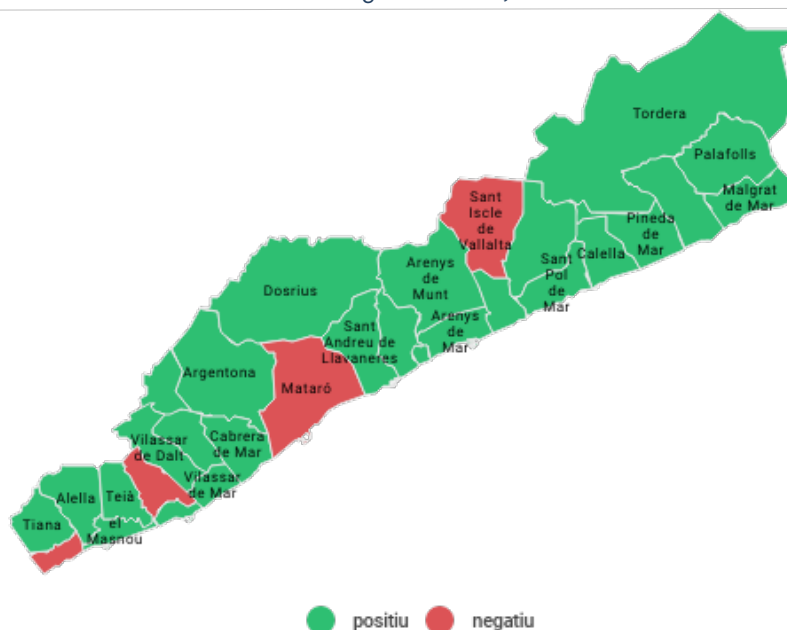 Tordera
Palafolls
Malgrat
de Mar
Sant
Iscle
de
Vallalta
Pineda
de
Mar
Calella
Sant
Pol
de
Mar
Arenys
de
Munt
Dosrius
Arenys
de
Mar
Sant
Andreu de
Llavaneres
Argentona
Mataró
Vilassar
de Dalt
Cabrera
de Mar
Vilassar
de Mar
Alella
Teià
Tiana
el
Masnou
positiu
negatiu